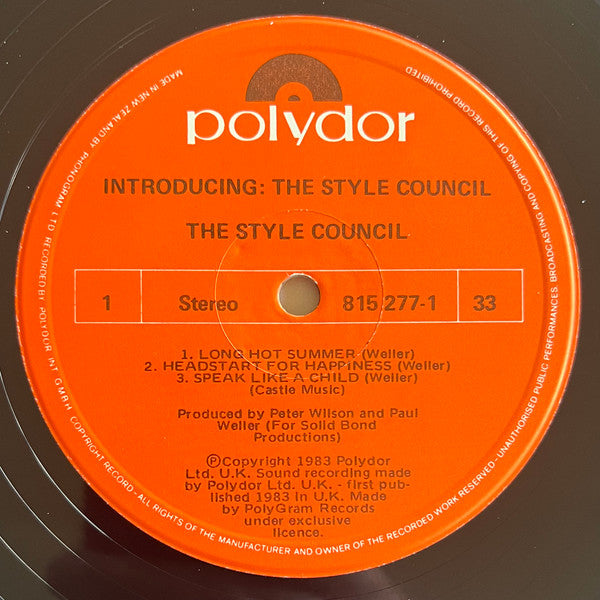 polydor
INTRODUCING: THE STYLE COUNCIL
THE STYLE COUNCIL
1 Stereo 815 277-1 33
1. LONG HOT SUMMER (Weller)
2. HEADSTART FOR HAPPINESS (Weller)
3. SPEAK LIKE A CHILD (Weller)
(Castle Music)
Produced by Peter Wilson and Paul
Weller (For Solid Bond
Productions)
ⓅCopyright 1983 Polydor
Ltd. U.K. Sound recording made
by Polydor Ltd. U.K. - first pub-
lished 1983 in U.K. Made
by PolyGram Records
under exclusive
licence.
MADE IN NEW ZEALAND BY PHONOGRAM LTD RECORDED BY POLYDOR INT. G.M.B.H COPYRIGHT RECORD - ALL RIGHTS OF THE MANUFACTURER AND OWNER OF THE RECORDED WORK RESERVED - UNAUTHORISED PUBLIC PERFORMANCES, BROADCASTING AND COPYING OF THIS RECORD PROHIBITED